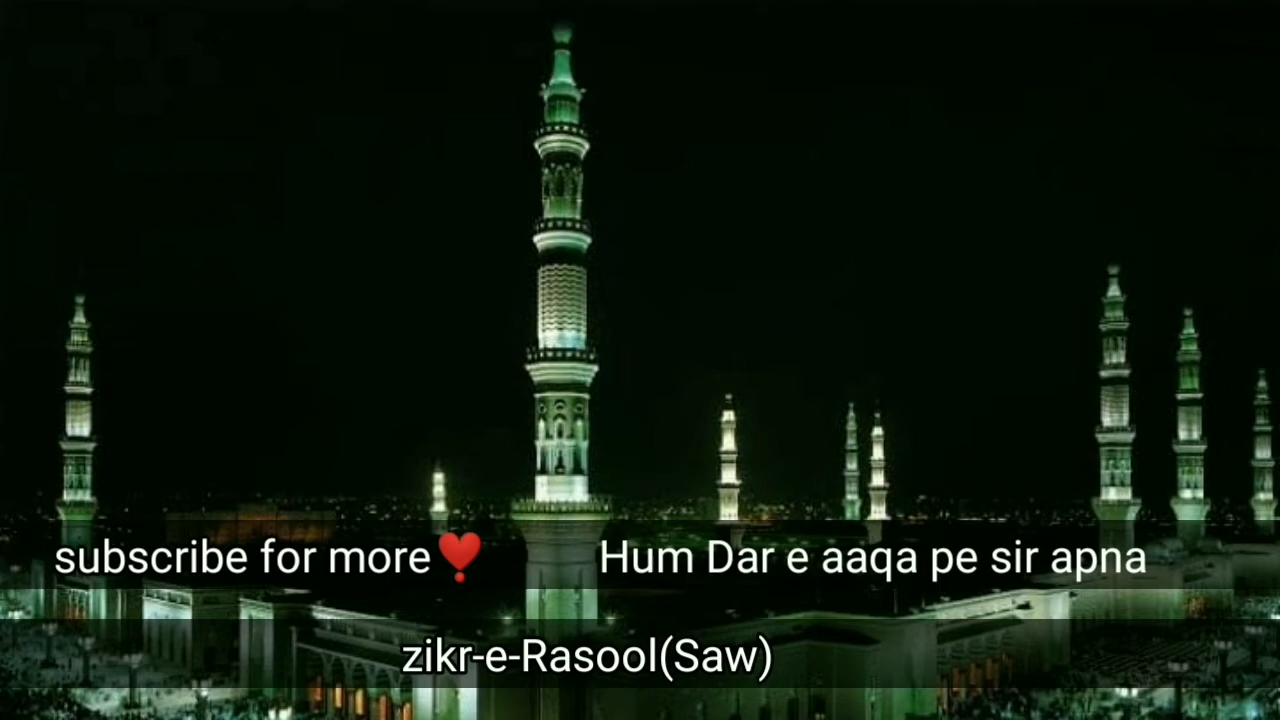 subscribe for more❣️
Hum Dar e aaqa pe sir apna
zikr-e-Rasool(Saw)